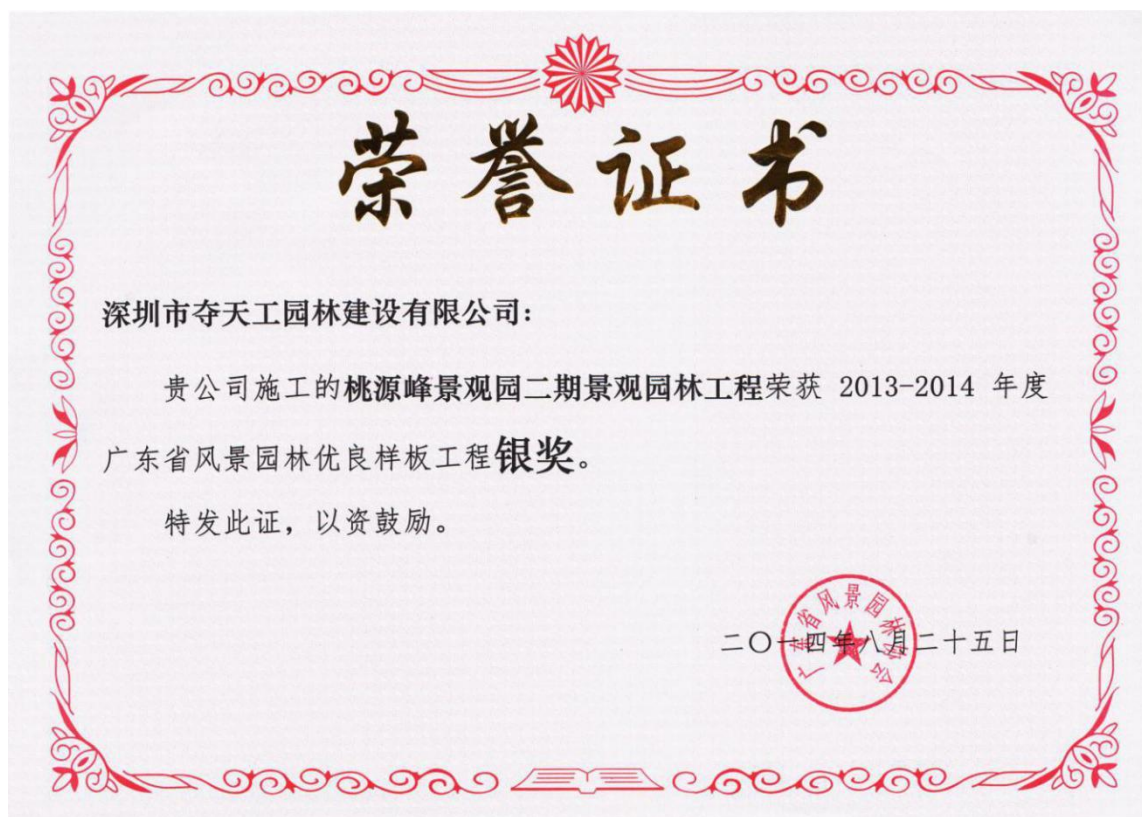 荣誉证书
深圳市夺天工园林建设有限公司：
贵公司施工的桃源峰景观园二期景观园林工程荣获 2013-2014 年度
广东省风景园林优良样板工程银奖。
特发此证，以资鼓励。
广东省风景园林协会
二〇一四年八月二十五日